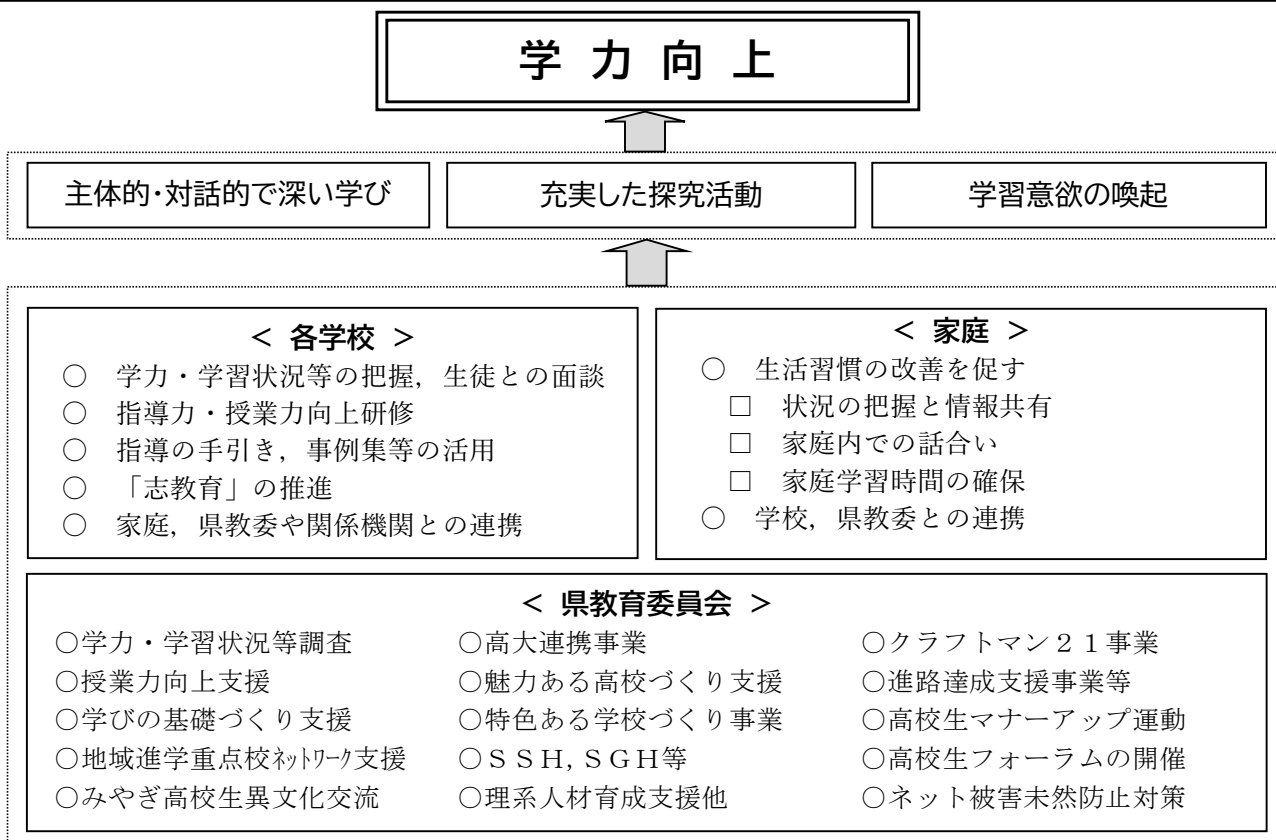 学 力 向 上
主体的・対話的で深い学び
充実した探究活動
学習意欲の喚起
＜ 各学校 ＞
○ 学力・学習状況等の把握，生徒との面談
○ 指導力・授業力向上研修
○ 指導の手引き，事例集等の活用
○ 「志教育」の推進
○ 家庭，県教委や関係機関との連携
＜ 家庭 ＞
○ 生活習慣の改善を促す
□ 状況の把握と情報共有
□ 家庭内での話合い
□ 家庭学習時間の確保
○ 学校，県教委との連携
＜ 県教育委員会 ＞
○学力・学習状況等調査
○授業力向上支援
○学びの基礎づくり支援
○地域進学重点校ﾈｯﾄﾜｰｸ支援
○みやぎ高校生異文化交流
○高大連携事業
○魅力ある高校づくり支援
○特色ある学校づくり事業
○ＳＳＨ，ＳＧＨ等
○理系人材育成支援他
○クラフトマン２１事業
○進路達成支援事業等
○高校生マナーアップ運動
○高校生フォーラムの開催
○ネット被害未然防止対策